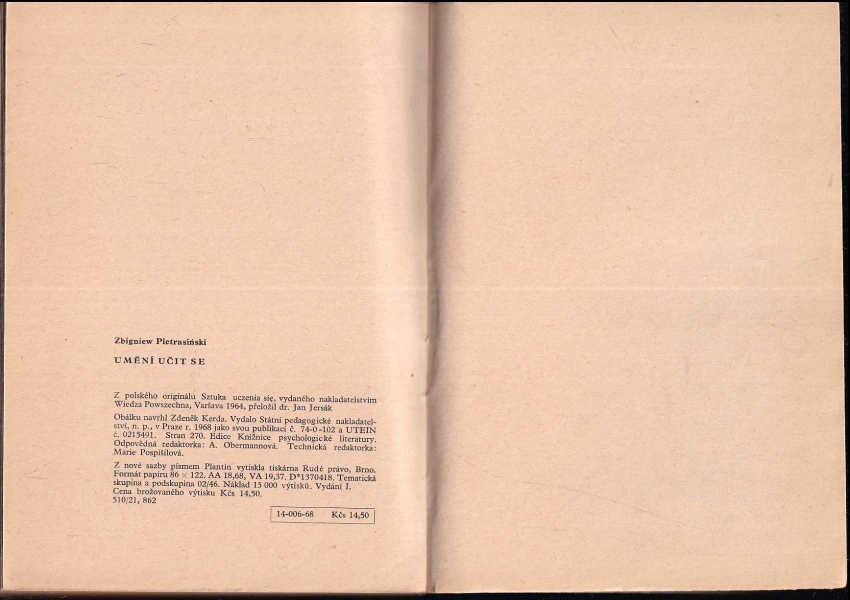 Zbigniew Pietrasiński
UMĚNÍ UČIT SE
Z polského originálu Sztuka uczenia się, vydaného nakladatelstvím
Wiedza Powszechna, Varšava 1964, přeložil dr. Jan Jersák
Obálku navrhl Zdeněk Kerda. Vydalo Státní pedagogické nakladatel-
ství, n. p., v Praze r. 1968 jako svou publikaci č. 74-0-102 a UTEIN
č. 0215491. Stran 270. Edice Knižnice psychologické literatury.
Odpovědná redaktorka: A. Obermannová. Technická redaktorka:
Marie Pospíšilová.
Z nové sazby písmem Plantin vytiskla tiskárna Rudé právo, Brno.
Formát papíru 86 × 122. AA 18,68, VA 19,37. D*1370418. Tematická
skupina a podskupina 02/46. Náklad 13 000 výtisků. Vydání I.
Cena brožovaného výtisku Kčs 14,50.
510/21, 862
14-006-68 Kčs 14,50